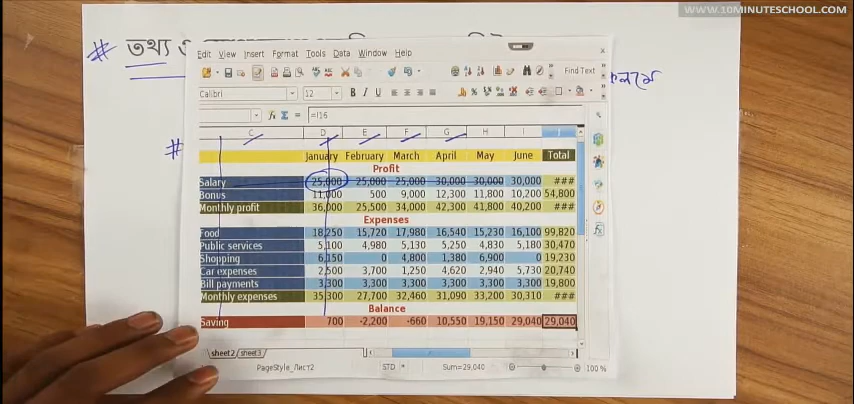 WWW.10MINUTESCHOOL.COM
# তথ্য
Edit View Insert Format Tools Data Window Help
Find Text
Calibri 12 B I U
fx Σ = =I16
C D E F G H I
January February March April May June Total
#
Profit
Salary 25,000 25,000 25,000 30,000 30,000 30,000 ###
Bonus 11,000 500 9,000 12,300 11,800 10,200 54,800
Monthly profit 36,000 25,500 34,000 42,300 41,800 40,200 ###
Expenses
Food 18,250 15,720 17,980 16,540 15,230 16,100 99,820
Public services 5,100 4,980 5,130 5,250 4,830 5,180 30,470
Shopping 6,150 0 4,800 1,380 6,900 0 19,230
Car expenses 2,500 3,700 1,250 4,620 2,940 5,730 20,740
Bill payments 3,300 3,300 3,300 3,300 3,300 3,300 19,800
Monthly expenses 35,300 27,700 32,460 31,090 33,200 30,310 ###
Balance
Saving 700 -2,200 -660 10,550 19,150 29,040 29,040
sheet2 sheet3
PageStyle_Лист2 STD * Sum=29,040 100 %